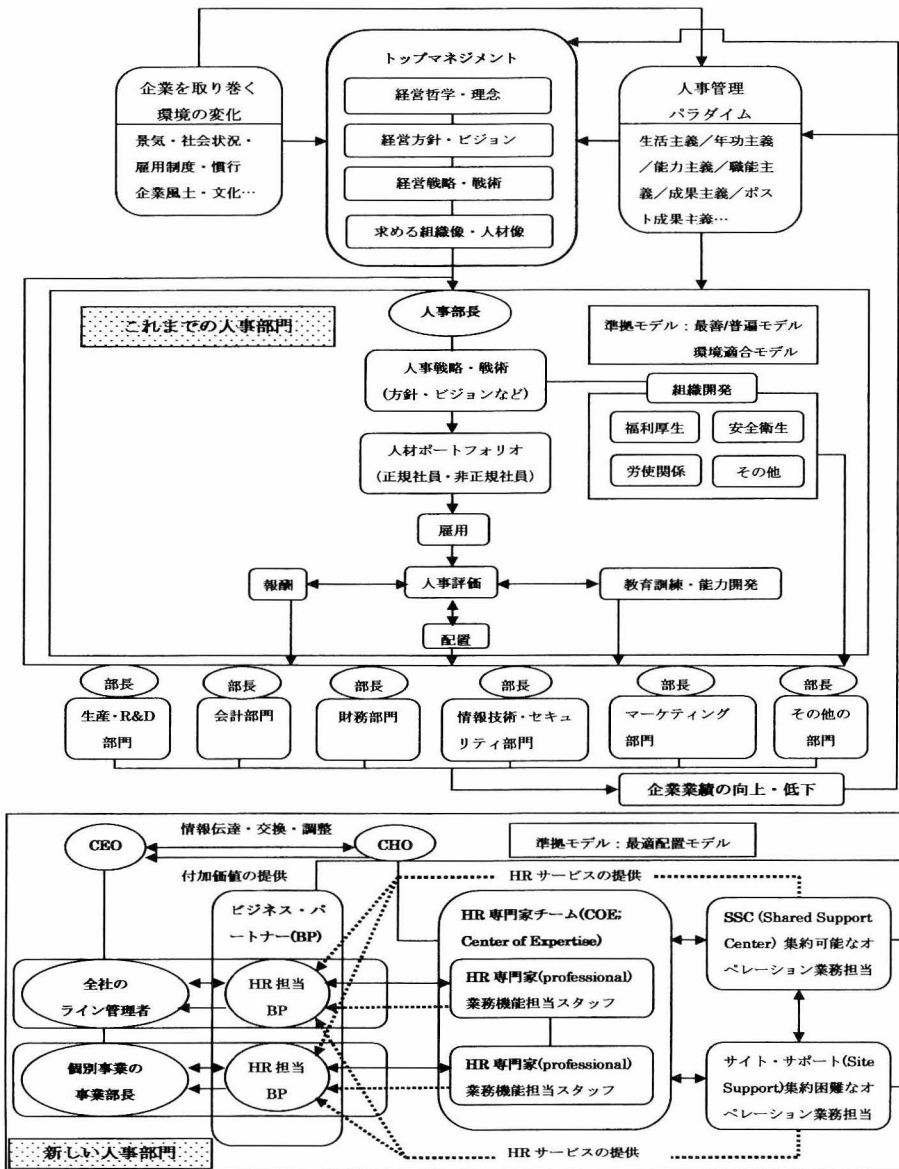 トップマネジメント
経営哲学・理念
経営方針・ビジョン
経営戦略・戦術
求める組織像・人材像
企業を取り巻く
環境の変化
景気・社会状況・
雇用制度・慣行
企業風土・文化…
人事管理
パラダイム
生活主義／年功主義
／能力主義／職能主
義／成果主義／ポス
ト成果主義…
これまでの人事部門
人事部長
準拠モデル：最善/普遍モデル
環境適合モデル
人事戦略・戦術
(方針・ビジョンなど)
組織開発
福利厚生
安全衛生
労使関係
その他
人材ポートフォリオ
(正規社員・非正規社員)
雇用
報酬
人事評価
教育訓練・能力開発
配置
部長
生産・R&D
部門
部長
会計部門
部長
財務部門
部長
情報技術・セキュ
リティ部門
部長
マーケティング
部門
部長
その他の
部門
企業業績の向上・低下
CEO
情報伝達・交換・調整
CHO
準拠モデル：最適配置モデル
付加価値の提供
HR サービスの提供
ビジネス・パ
ートナー(BP)
HR 専門家チーム(COE;
Center of Expertise)
SSC (Shared Support
Center) 集約可能なオ
ペレーション業務担当
全社の
ライン管理者
HR 担当
BP
HR 専門家(professional)
業務機能担当スタッフ
個別事業の
事業部長
HR 担当
BP
HR 専門家(professional)
業務機能担当スタッフ
サイト・サポート(Site
Support)集約困難なオ
ペレーション業務担当
新しい人事部門
HR サービスの提供